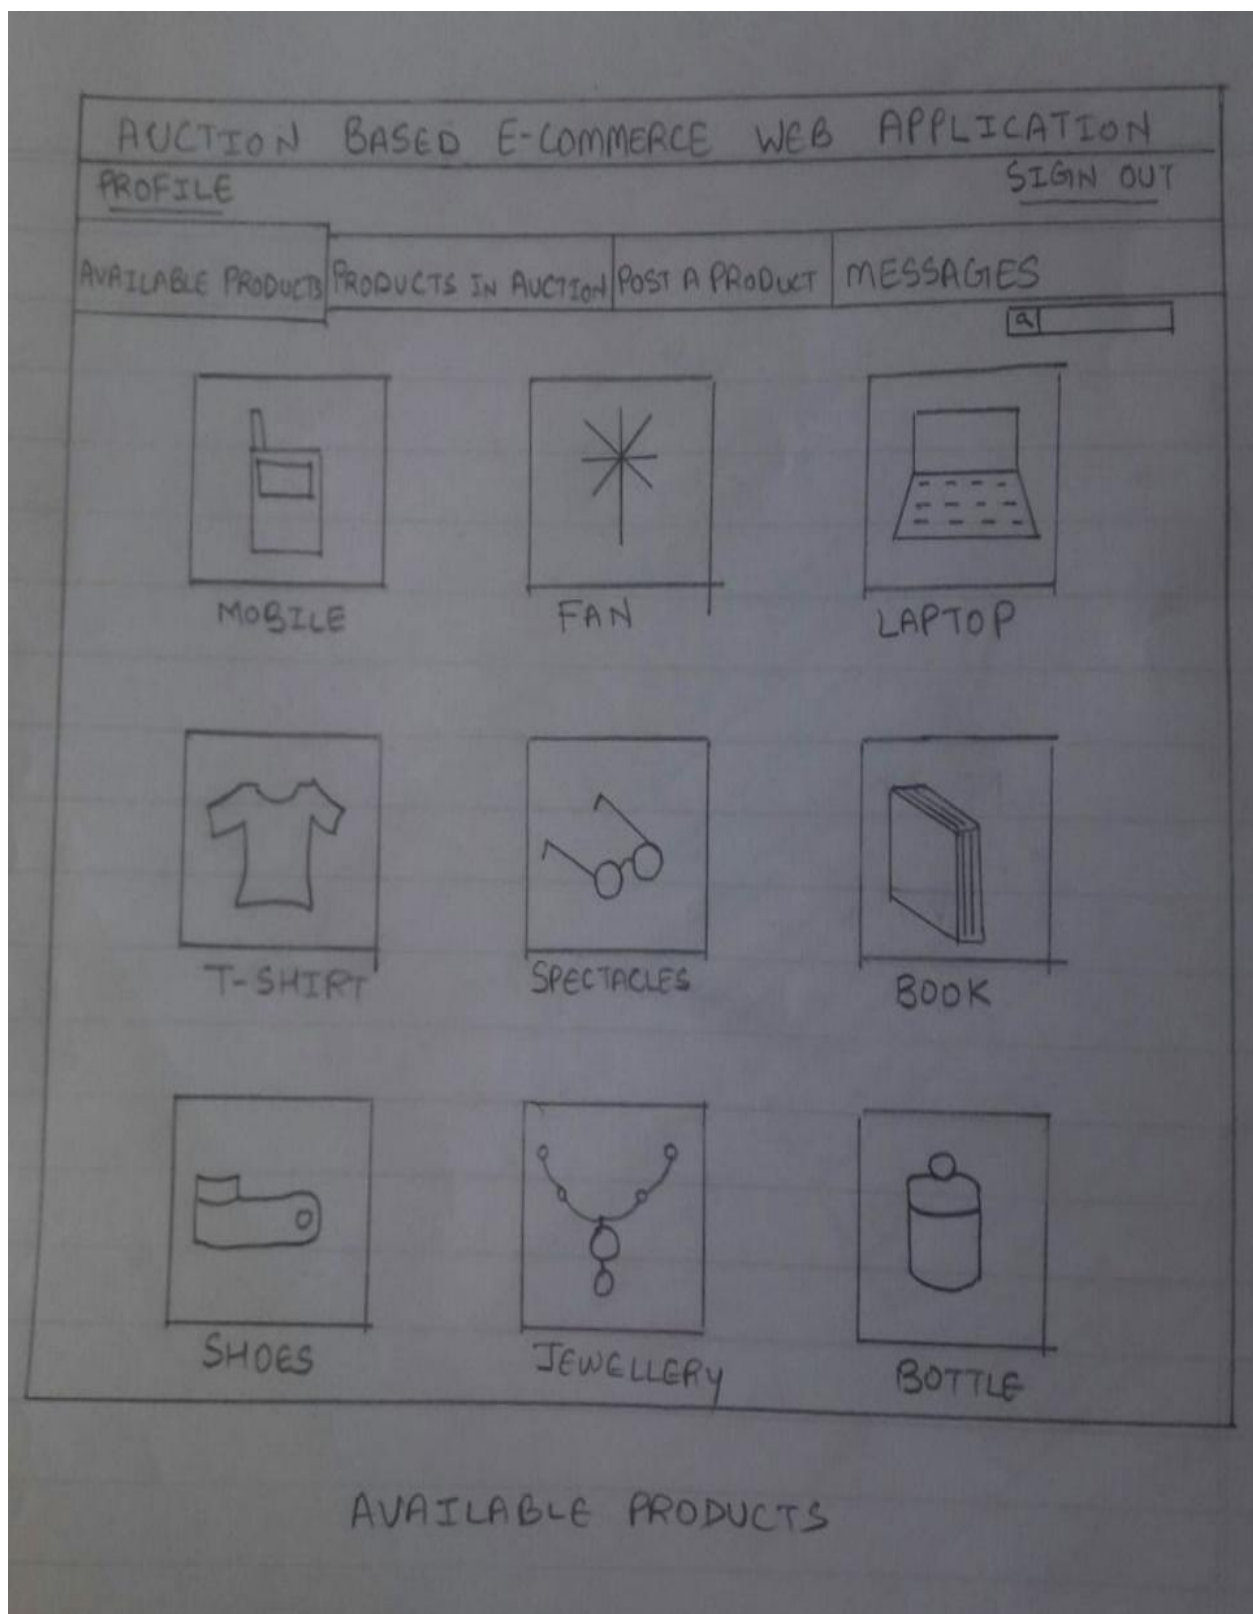 AUCTION BASED E-COMMERCE WEB APPLICATION
PROFILE SIGN OUT
AVAILABLE PRODUCTS PRODUCTS IN AUCTION POST A PRODUCT MESSAGES
MOBILE FAN LAPTOP
T-SHIRT SPECTACLES BOOK
SHOES JEWELLERY BOTTLE
AVAILABLE PRODUCTS